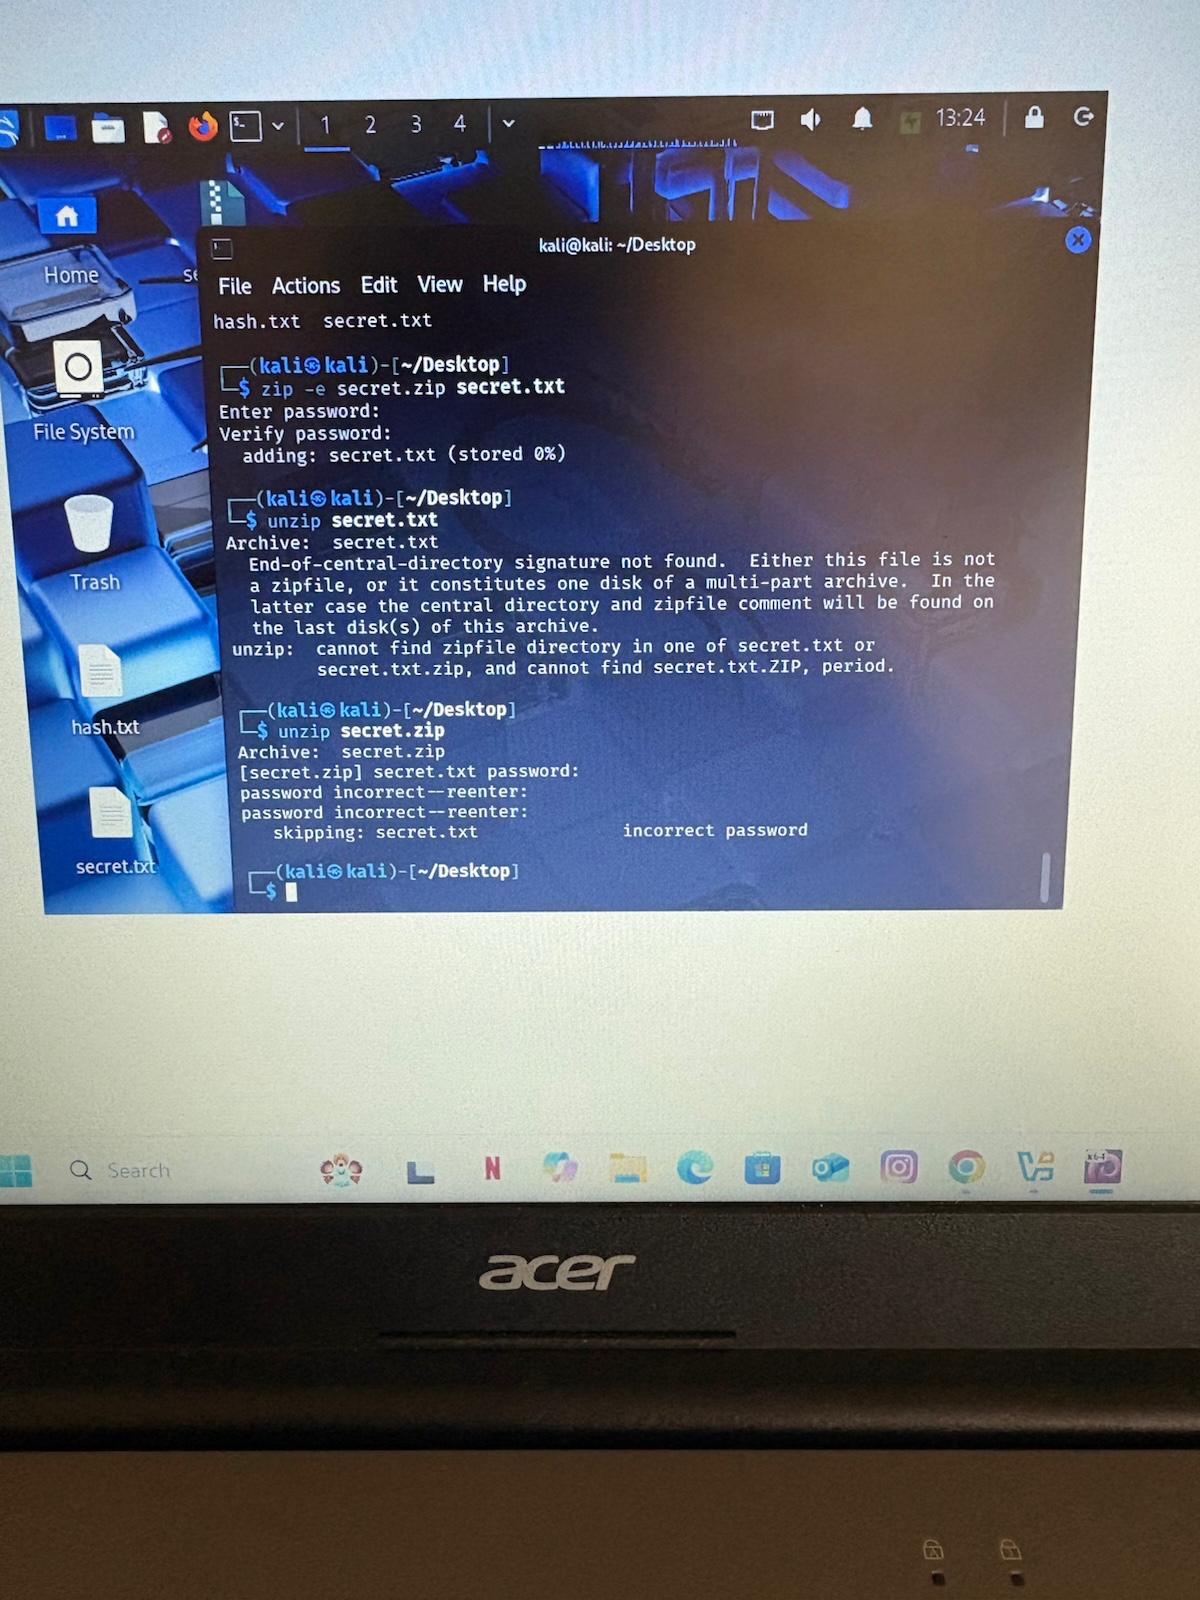 1 2 3 4
13:24
kali@kali: ~/Desktop
Home
se
File Actions Edit View Help
hash.txt secret.txt
(kali㉿kali)-[~/Desktop]
$ zip -e secret.zip secret.txt
Enter password:
Verify password:
adding: secret.txt (stored 0%)
File System
(kali㉿kali)-[~/Desktop]
$ unzip secret.txt
Archive: secret.txt
End-of-central-directory signature not found. Either this file is not
a zipfile, or it constitutes one disk of a multi-part archive. In the
latter case the central directory and zipfile comment will be found on
the last disk(s) of this archive.
unzip: cannot find zipfile directory in one of secret.txt or
secret.txt.zip, and cannot find secret.txt.ZIP, period.
Trash
(kali㉿kali)-[~/Desktop]
$ unzip secret.zip
Archive: secret.zip
[secret.zip] secret.txt password:
password incorrect--reenter:
password incorrect--reenter:
skipping: secret.txt incorrect password
hash.txt
secret.txt
(kali㉿kali)-[~/Desktop]
$
Search
N
x64
acer